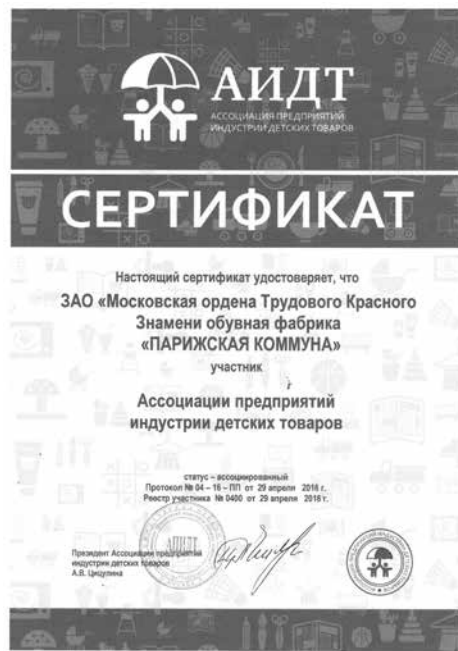 АИДТ
АССОЦИАЦИЯ ПРЕДПРИЯТИЙ
ИНДУСТРИИ ДЕТСКИХ ТОВАРОВ
СЕРТИФИКАТ
Настоящий сертификат удостоверяет, что
ЗАО «Московская ордена Трудового Красного
Знамени обувная фабрика
«ПАРИЖСКАЯ КОММУНА»
участник
Ассоциации предприятий
индустрии детских товаров
статус – ассоциированный
Протокол № 04 – 16 – ПП от 29 апреля 2016 г.
Реестр участника № 0400 от 29 апреля 2016 г.
АПИДТ
Президент Ассоциации предприятий
индустрии детских товаров
А.В. Цицулина